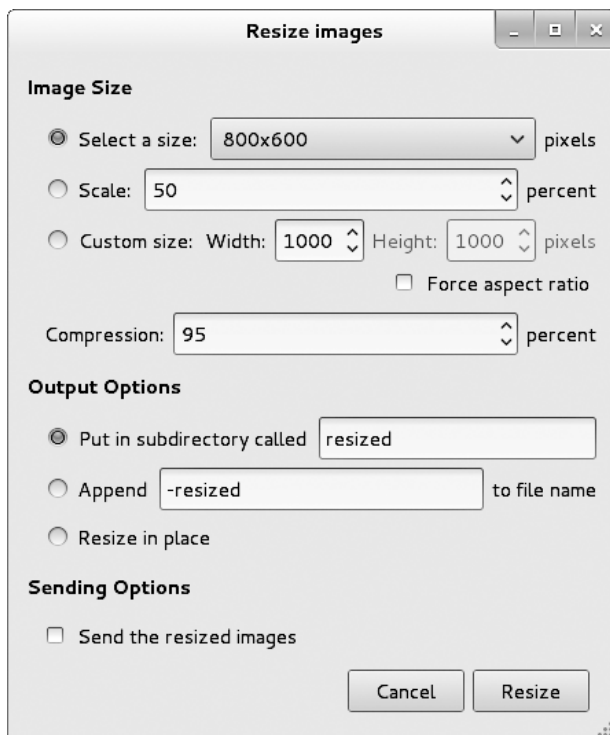 Resize images
Image Size
Select a size: 800x600 pixels
Scale: 50 percent
Custom size: Width: 1000 Height: 1000 pixels
Force aspect ratio
Compression: 95 percent
Output Options
Put in subdirectory called resized
Append -resized to file name
Resize in place
Sending Options
Send the resized images
Cancel Resize